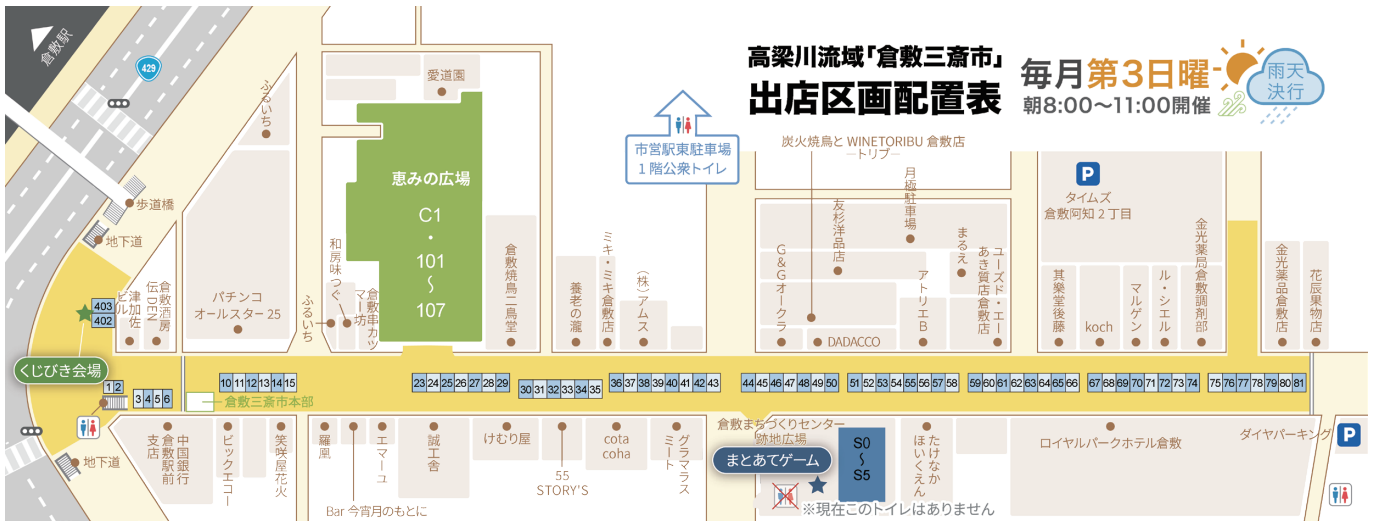 高梁川流域「倉敷三斎市」
出店区画配置表
毎月第3日曜
朝8:00〜11:00開催
雨天
決行
倉敷駅
429
歩道橋
地下道
403
402
くじびき会場
1 2
3 4 5 6
地下道
津加佐
ビル
倉敷酒房
伝DEN
ふるいち
パチンコ
オールスター25
ふるいち
和房味つぐ
倉敷串カツ
マー坊
愛道園
恵みの広場
C1
・
101
〜
107
倉敷焼鳥二鳥堂
養老の瀧
ミキ・ミキ倉敷店
(株)アムス
市営駅東駐車場
1階公衆トイレ
炭火焼鳥と WINETORIBU 倉敷店
―トリブ―
月極駐車場
友杉洋品店
まるえ
G&Gオークラ
DADACCO
アトリエB
ユーズド・エー
あき質店倉敷店
P
タイムズ
倉敷阿知2丁目
其樂堂後藤
koch
マルゲン
ル・シエル
金光薬局倉敷調剤部
金光薬品倉敷店
花辰果物店
10 11 12 13 14 15
23 24 25 26 27 28 29
30 31 32 33 34 35
36 37 38 39 40 41 42 43
44 45 46 47 48 49 50
51 52 53 54 55 56 57 58
59 60 61 62 63 64 65 66
67 68 69 70 71 72 73 74
75 76 77 78 79 80 81
倉敷三斎市本部
中国銀行
倉敷駅前
支店
ビックエコー
笑咲屋花火
羅凰
Bar 今宵月のもとに
エマーユ
誠工舎
けむり屋
55
STORY'S
cota
coha
グラマラス
ミート
倉敷まちづくりセンター
跡地広場
まとあてゲーム
S0
〜
S5
※現在このトイレはありません
たけなか
ほいくえん
ロイヤルパークホテル倉敷
ダイヤパーキング
P